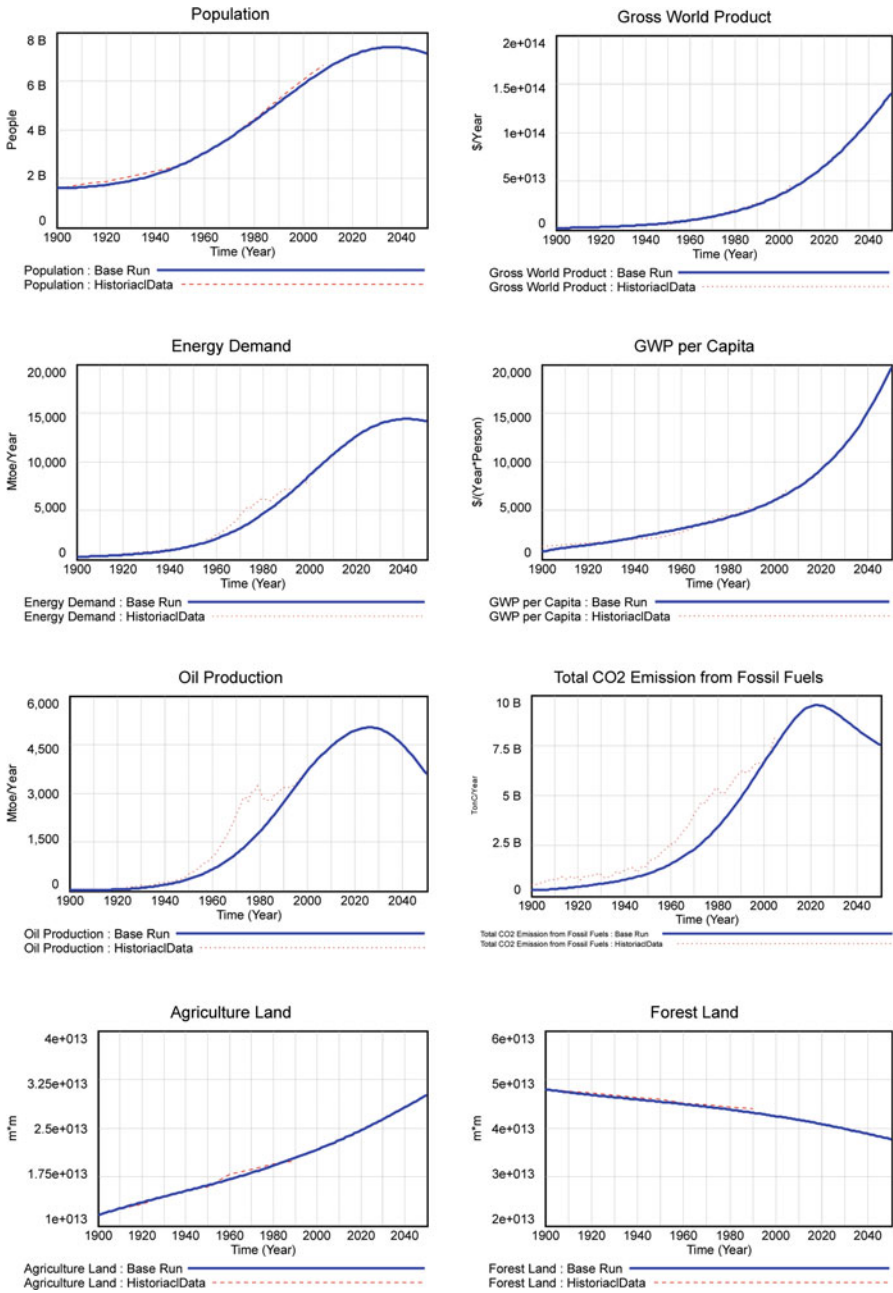 Population
8 B
6 B
4 B
2 B
0
People
1900 1920 1940 1960 1980 2000 2020 2040
Time (Year)
Population : Base Run
Population : HistoriaclData
Gross World Product
2e+014
1.5e+014
1e+014
5e+013
0
$/Year
1900 1920 1940 1960 1980 2000 2020 2040
Time (Year)
Gross World Product : Base Run
Gross World Product : HistoriaclData
Energy Demand
20,000
15,000
10,000
5,000
0
Mtoe/Year
1900 1920 1940 1960 1980 2000 2020 2040
Time (Year)
Energy Demand : Base Run
Energy Demand : HistoriaclData
GWP per Capita
20,000
15,000
10,000
5,000
0
$/(Year*Person)
1900 1920 1940 1960 1980 2000 2020 2040
Time (Year)
GWP per Capita : Base Run
GWP per Capita : HistoriaclData
Oil Production
6,000
4,500
3,000
1,500
0
Mtoe/Year
1900 1920 1940 1960 1980 2000 2020 2040
Time (Year)
Oil Production : Base Run
Oil Production : HistoriaclData
Total CO2 Emission from Fossil Fuels
10 B
7.5 B
5 B
2.5 B
0
TonC/Year
1900 1920 1940 1960 1980 2000 2020 2040
Time (Year)
Total CO2 Emission from Fossil Fuels : Base Run
Total CO2 Emission from Fossil Fuels : HistoriaclData
Agriculture Land
4e+013
3.25e+013
2.5e+013
1.75e+013
1e+013
m*m
1900 1920 1940 1960 1980 2000 2020 2040
Time (Year)
Agriculture Land : Base Run
Agriculture Land : HistoriaclData
Forest Land
6e+013
5e+013
4e+013
3e+013
2e+013
m*m
1900 1920 1940 1960 1980 2000 2020 2040
Time (Year)
Forest Land : Base Run
Forest Land : HistoriaclData